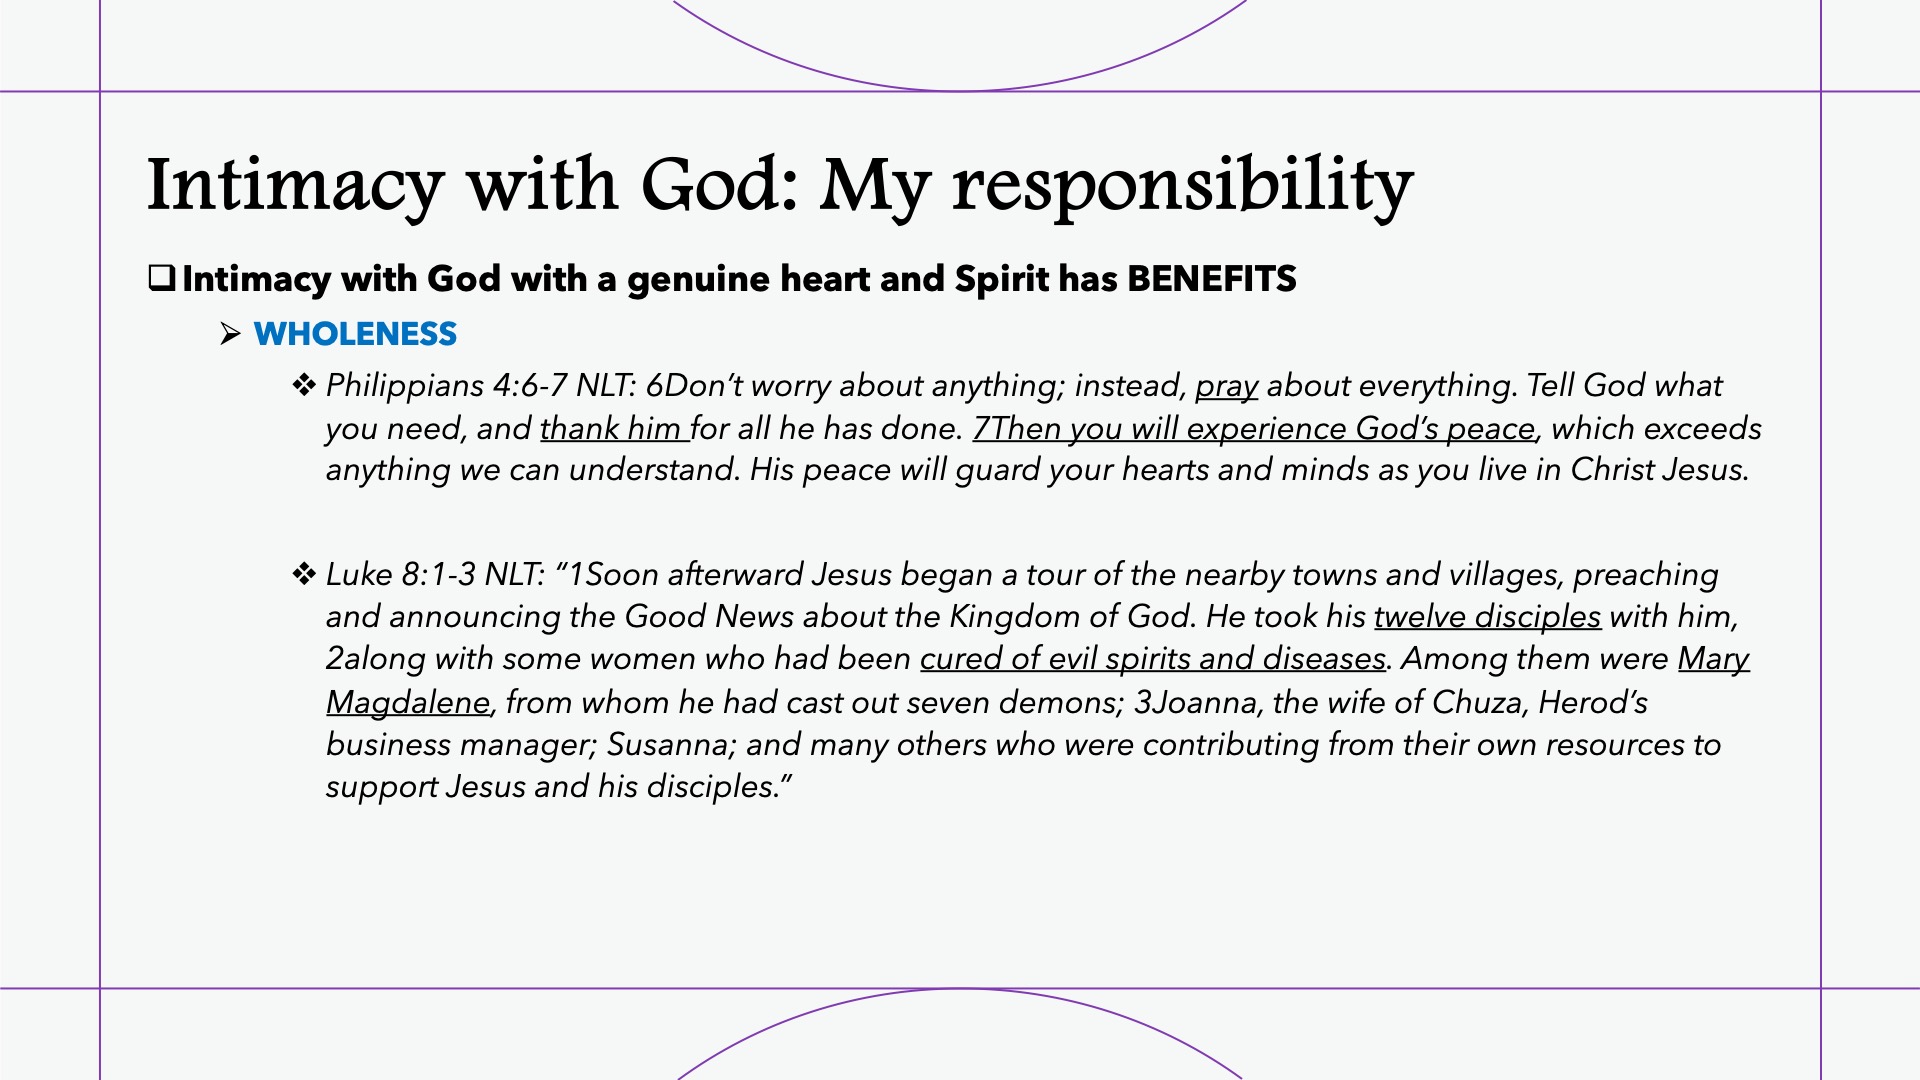 Intimacy with God: My responsibility
❑Intimacy with God with a genuine heart and Spirit has BENEFITS
➢ WHOLENESS
❖ Philippians 4:6-7 NLT: 6Don’t worry about anything; instead, pray about everything. Tell God what
you need, and thank him for all he has done. 7Then you will experience God’s peace, which exceeds
anything we can understand. His peace will guard your hearts and minds as you live in Christ Jesus.
❖ Luke 8:1-3 NLT: “1Soon afterward Jesus began a tour of the nearby towns and villages, preaching
and announcing the Good News about the Kingdom of God. He took his twelve disciples with him,
2along with some women who had been cured of evil spirits and diseases. Among them were Mary
Magdalene, from whom he had cast out seven demons; 3Joanna, the wife of Chuza, Herod’s
business manager; Susanna; and many others who were contributing from their own resources to
support Jesus and his disciples.”